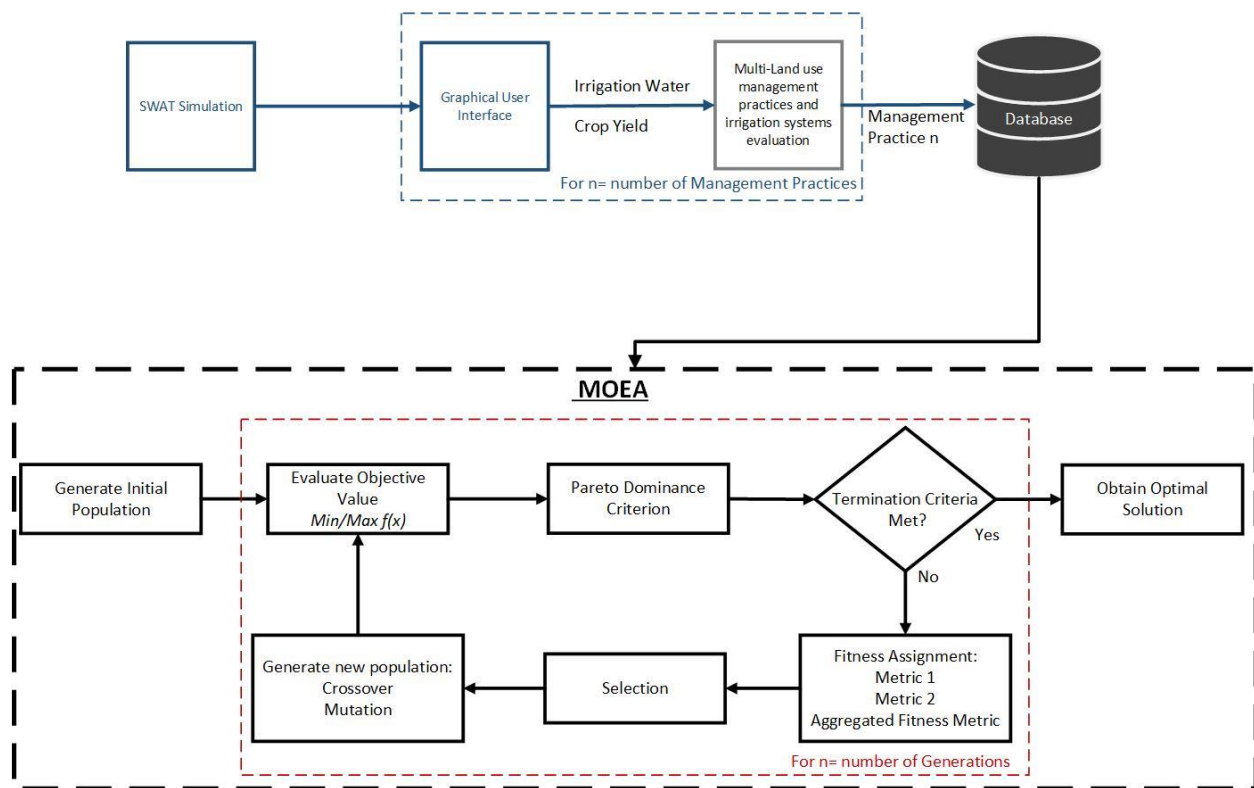 SWAT Simulation
Graphical User
Interface
Irrigation Water
Crop Yield
Multi-Land use
management
practices and
irrigation systems
evaluation
Management
Practice n
Database
For n= number of Management Practices
MOEA
Generate Initial
Population
Evaluate Objective
Value
Min/Max f(x)
Pareto Dominance
Criterion
Termination Criteria
Met?
Yes
No
Obtain Optimal
Solution
Fitness Assignment:
Metric 1
Metric 2
Aggregated Fitness Metric
Selection
Generate new population:
Crossover
Mutation
For n= number of Generations